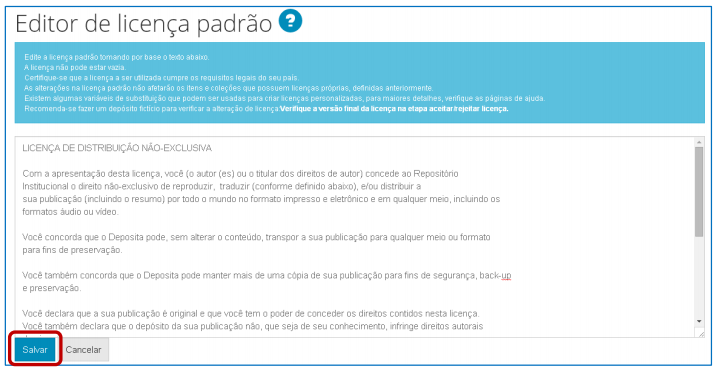 Editor de licença padrão ?
Edite a licença padrão tomando por base o texto abaixo.
A licença não pode estar vazia.
Certifique-se que a licença a ser utilizada cumpre os requisitos legais do seu país.
As alterações na licença padrão não afetarão os itens e coleções que possuem licenças próprias, definidas anteriormente.
Existem algumas variáveis de substituição que podem ser usadas para criar licenças personalizadas, para maiores detalhes, verifique as páginas de ajuda.
Recomenda-se fazer um depósito fictício para verificar a alteração de licença:Verifique a versão final da licença na etapa aceitar/rejeitar licença.
LICENÇA DE DISTRIBUIÇÃO NÃO-EXCLUSIVA
Com a apresentação desta licença, você (o autor (es) ou o titular dos direitos de autor) concede ao Repositório
Institucional o direito não-exclusivo de reproduzir, traduzir (conforme definido abaixo), e/ou distribuir a
sua publicação (incluindo o resumo) por todo o mundo no formato impresso e eletrônico e em qualquer meio, incluindo os
formatos áudio ou vídeo.
Você concorda que o Deposita pode, sem alterar o conteúdo, transpor a sua publicação para qualquer meio ou formato
para fins de preservação.
Você também concorda que o Deposita pode manter mais de uma cópia de sua publicação para fins de segurança, back-up
e preservação.
Você declara que a sua publicação é original e que você tem o poder de conceder os direitos contidos nesta licença.
Você também declara que o depósito da sua publicação não, que seja de seu conhecimento, infringe direitos autorais
Salvar Cancelar